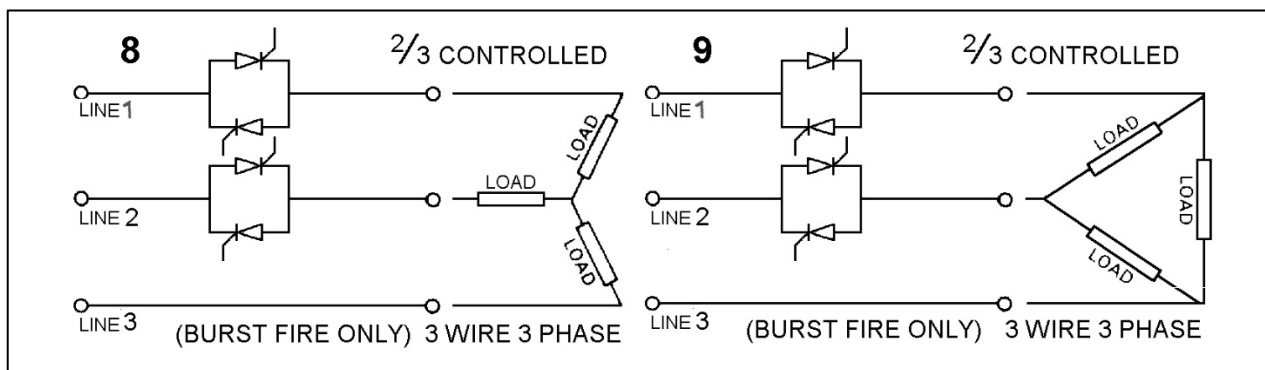 8
2/3 CONTROLLED
LINE 1
LOAD
LOAD
LINE 2
LOAD
LINE 3
(BURST FIRE ONLY) 3 WIRE 3 PHASE
9
2/3 CONTROLLED
LINE 1
LOAD
LOAD
LINE 2
LOAD
LINE 3
(BURST FIRE ONLY) 3 WIRE 3 PHASE